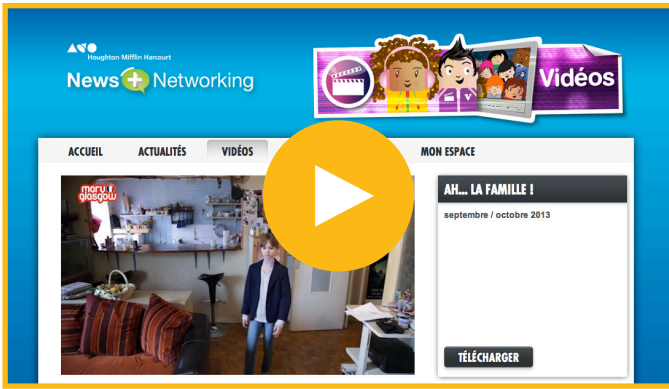 Houghton Mifflin Harcourt
News + Networking
Vidéos
ACCUEIL ACTUALITÉS VIDÉOS MON ESPACE
mary glasgow
AH... LA FAMILLE !
septembre / octobre 2013
TÉLÉCHARGER